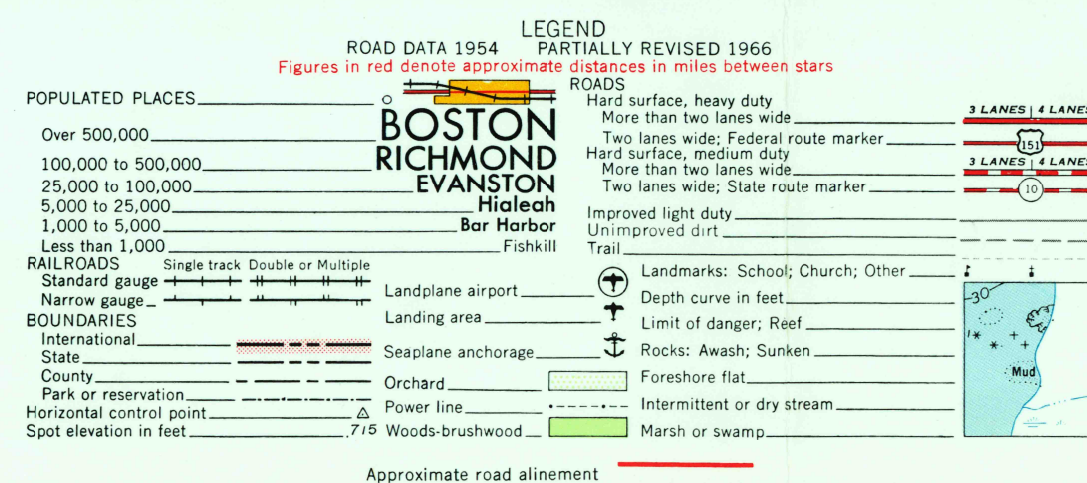 LEGEND
ROAD DATA 1954 PARTIALLY REVISED 1966
Figures in red denote approximate distances in miles between stars
POPULATED PLACES
Over 500,000 BOSTON
100,000 to 500,000 RICHMOND
25,000 to 100,000 EVANSTON
5,000 to 25,000 Hialeah
1,000 to 5,000 Bar Harbor
Less than 1,000 Fishkill
RAILROADS Single track Double or Multiple
Standard gauge
Narrow gauge
BOUNDARIES
International
State
County
Park or reservation
Horizontal control point
Spot elevation in feet .715
Landplane airport
Landing area
Seaplane anchorage
Orchard
Power line
Woods-brushwood
ROADS
Hard surface, heavy duty
More than two lanes wide 3 LANES | 4 LANES
Two lanes wide; Federal route marker 151
Hard surface, medium duty
More than two lanes wide 3 LANES | 4 LANES
Two lanes wide; State route marker 10
Improved light duty
Unimproved dirt
Trail
Landmarks: School; Church; Other
Depth curve in feet 30
Limit of danger; Reef
Rocks: Awash; Sunken
Foreshore flat Mud
Intermittent or dry stream
Marsh or swamp
Approximate road alinement